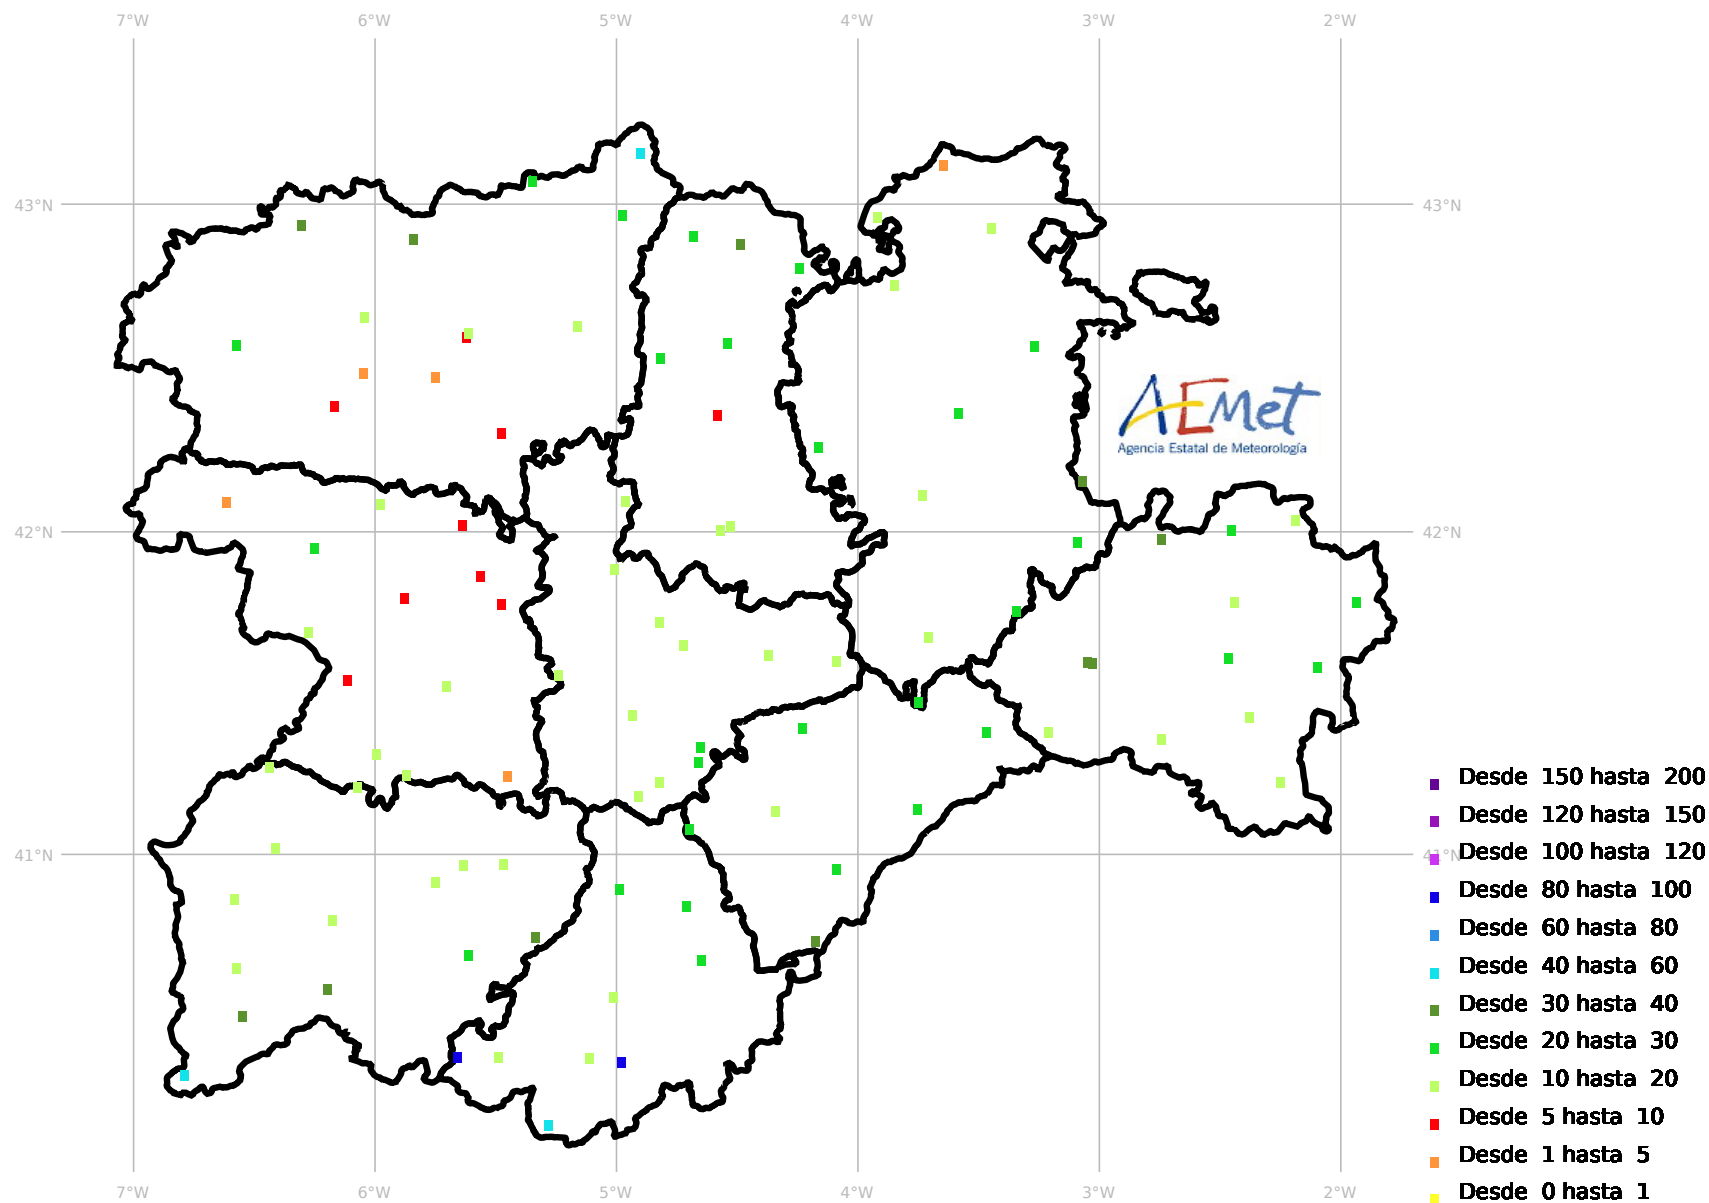 7°W 6°W 5°W 4°W 3°W 2°W
43°N 43°N
AEMet
Agencia Estatal de Meteorología
42°N 42°N
Desde 150 hasta 200
Desde 120 hasta 150
Desde 100 hasta 120
41°N 41°N
Desde 80 hasta 100
Desde 60 hasta 80
Desde 40 hasta 60
Desde 30 hasta 40
Desde 20 hasta 30
Desde 10 hasta 20
Desde 5 hasta 10
Desde 1 hasta 5
Desde 0 hasta 1
7°W 6°W 5°W 4°W 3°W 2°W